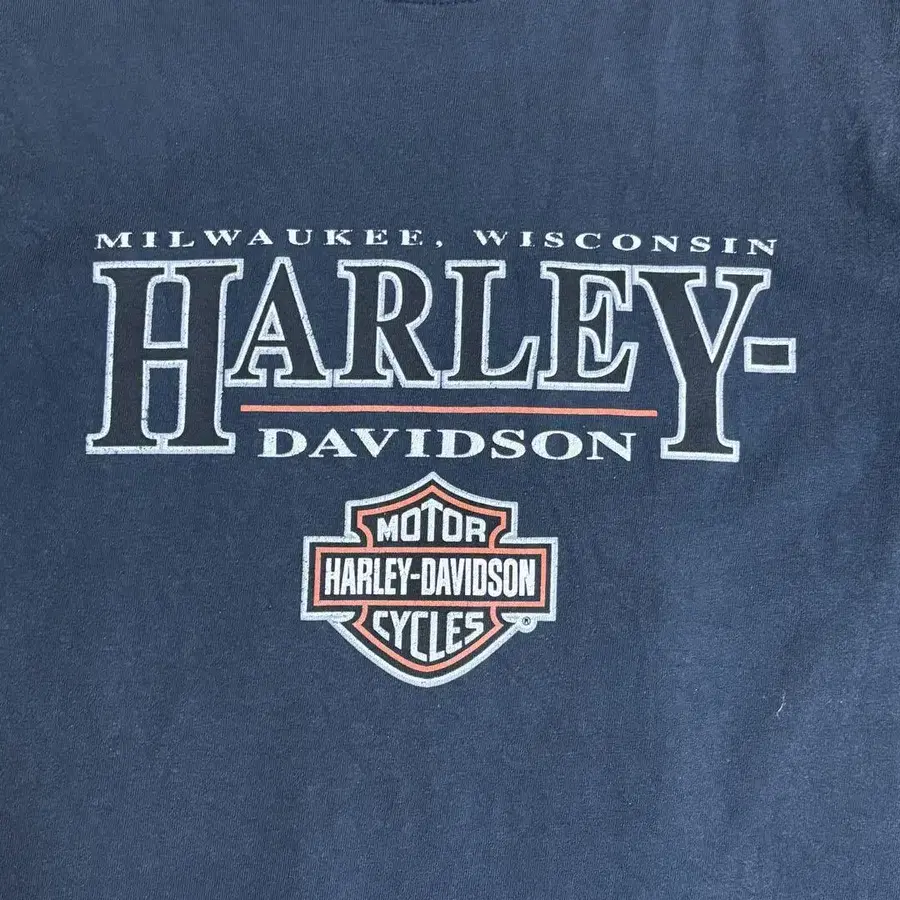 MILWAUKEE, WISCONSIN
HARLEY-
DAVIDSON
MOTOR
HARLEY-DAVIDSON
CYCLES
®